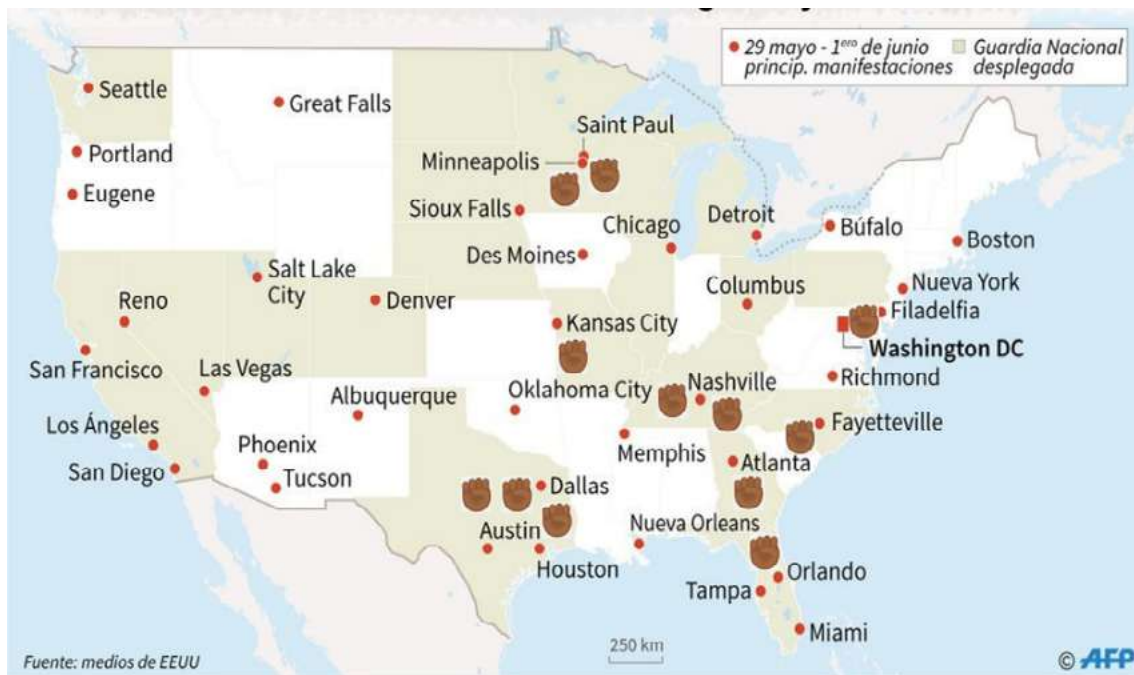 29 mayo - 1ero de junio
princip. manifestaciones
Guardia Nacional
desplegada
Seattle
Great Falls
Portland
Eugene
Saint Paul
Minneapolis
Sioux Falls
Chicago
Detroit
Búfalo
Boston
Des Moines
Salt Lake
City
Reno
Denver
Columbus
Nueva York
Filadelfia
Kansas City
Washington DC
San Francisco
Las Vegas
Albuquerque
Oklahoma City
Nashville
Richmond
Los Ángeles
Phoenix
Memphis
Fayetteville
San Diego
Tucson
Atlanta
Dallas
Austin
Nueva Orleans
Houston
Orlando
Tampa
Miami
250 km
Fuente: medios de EEUU
© AFP